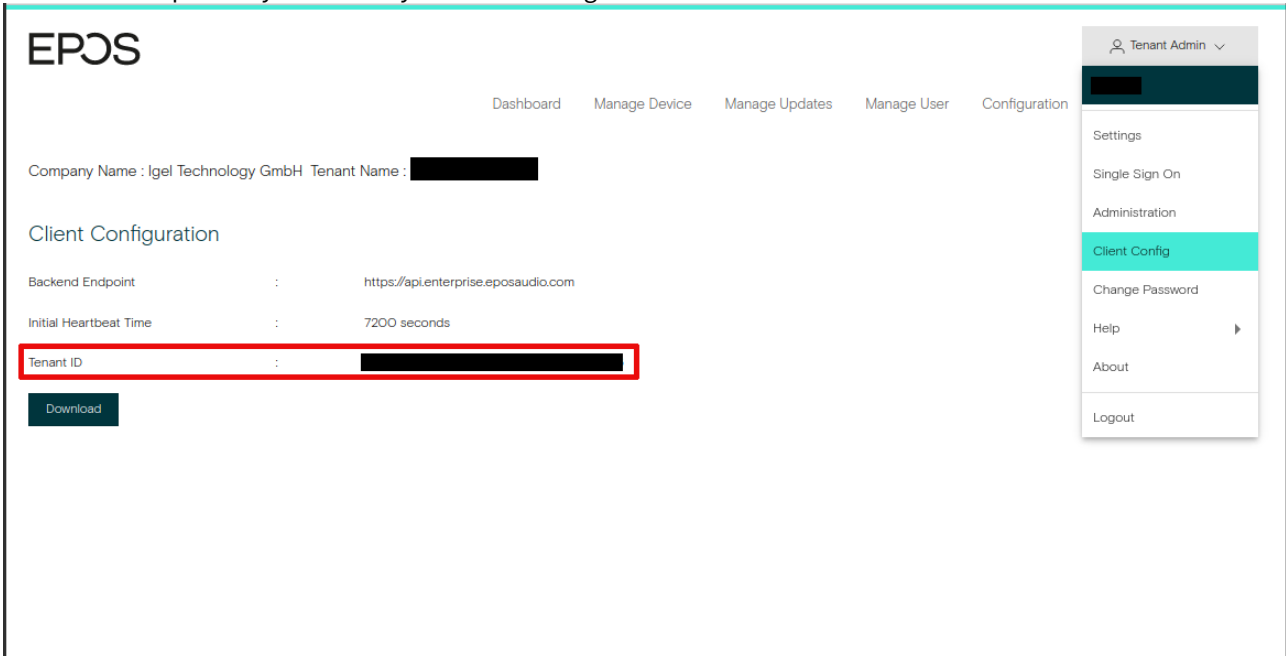 EPOS
Tenant Admin
Dashboard Manage Device Manage Updates Manage User Configuration
Company Name : Igel Technology GmbH Tenant Name :
Client Configuration
Backend Endpoint : https://api.enterprise.eposaudio.com
Initial Heartbeat Time : 7200 seconds
Tenant ID :
Download
Settings
Single Sign On
Administration
Client Config
Change Password
Help
About
Logout